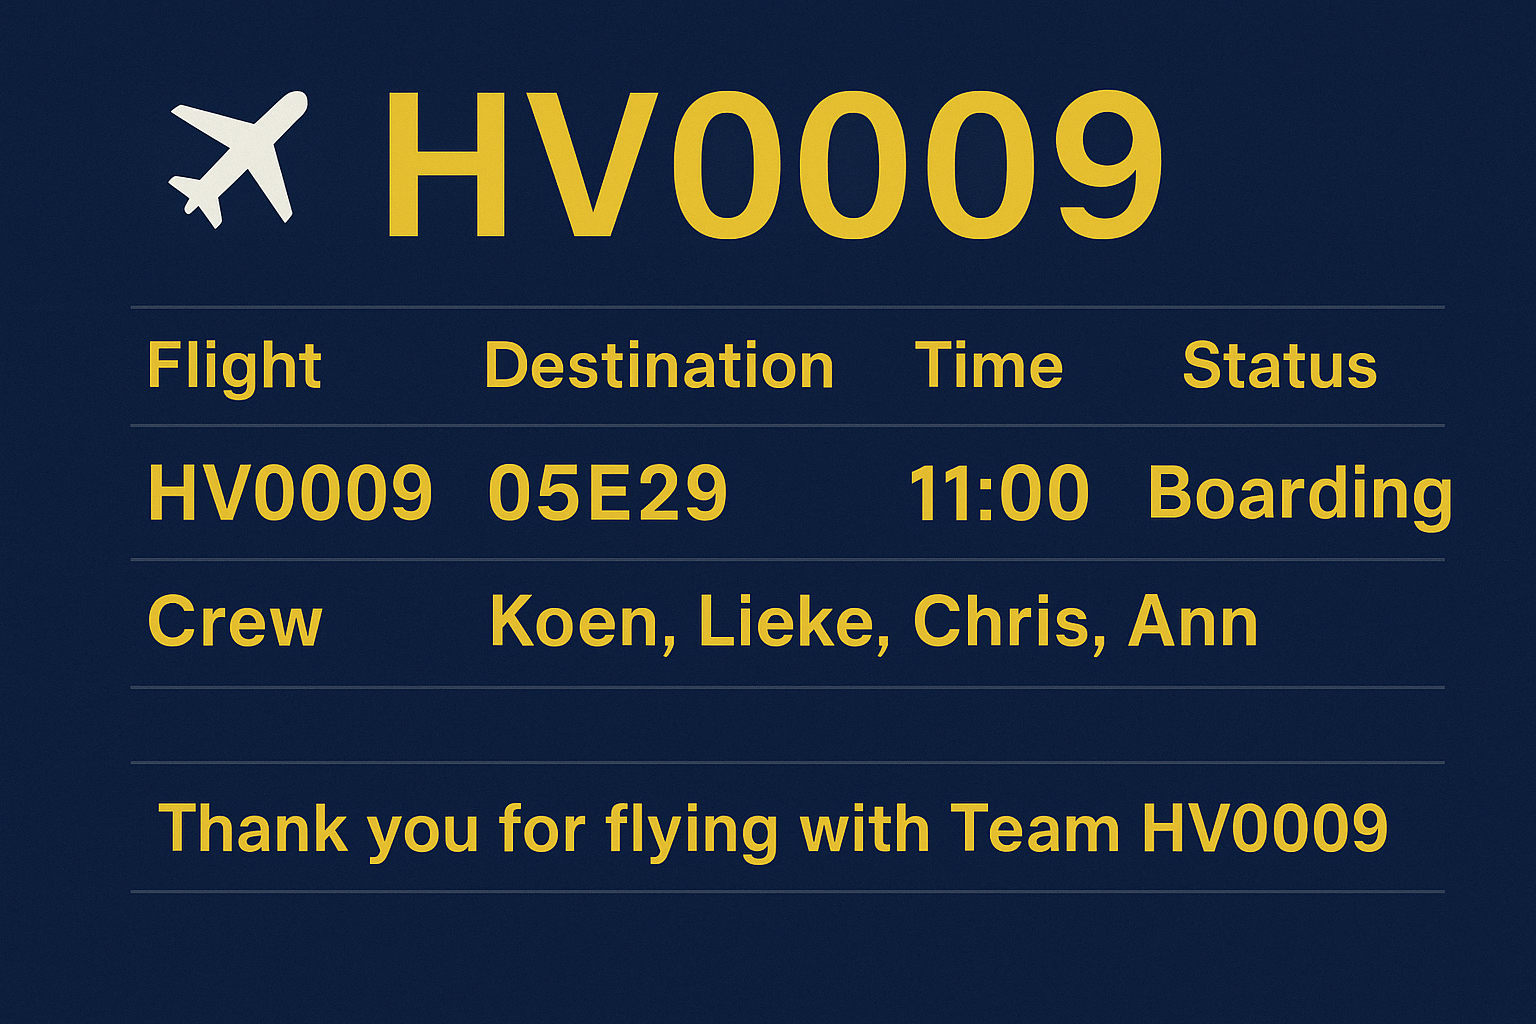 HV0009
Flight Destination Time Status
HV0009 05E29 11:00 Boarding
Crew Koen, Lieke, Chris, Ann
Thank you for flying with Team HV0009